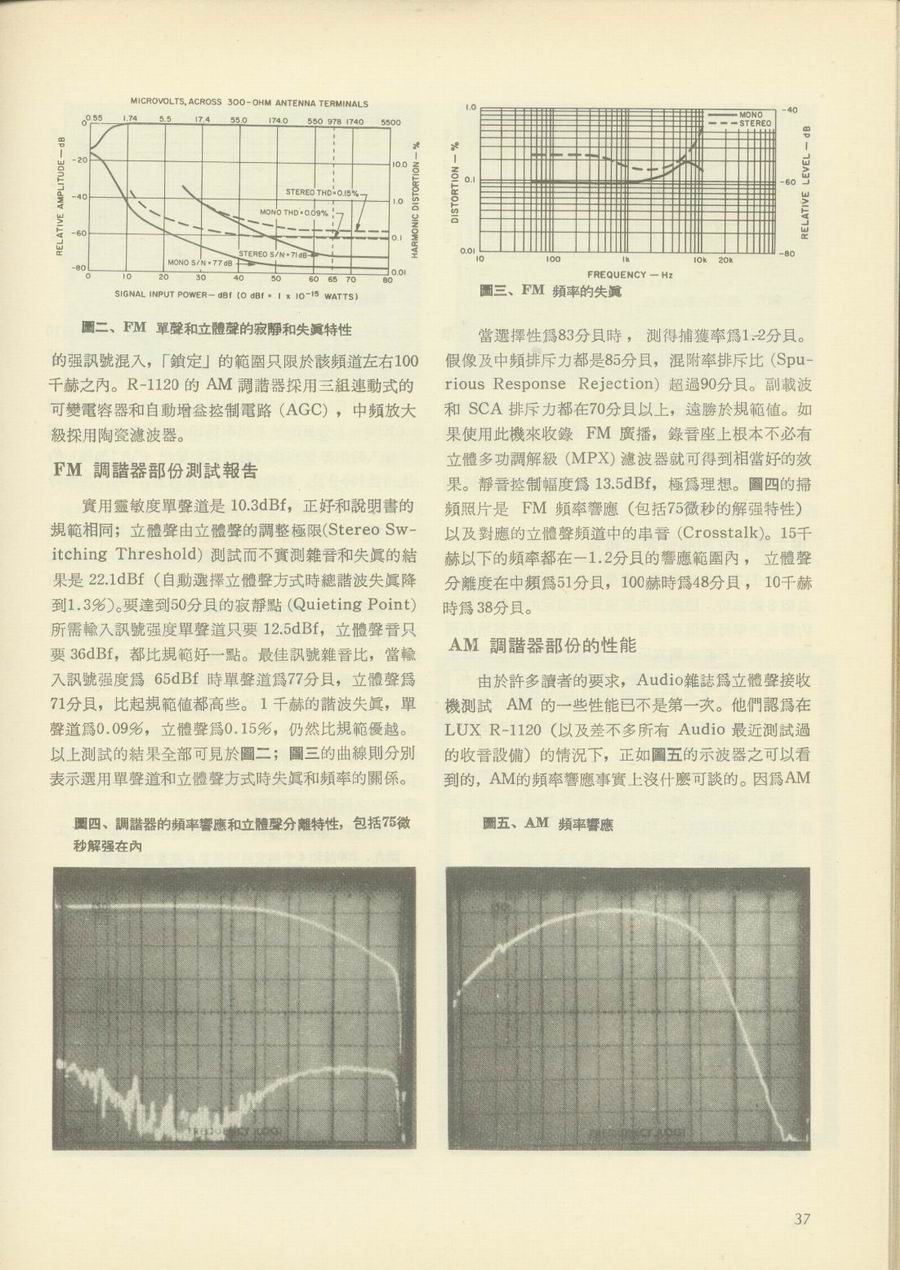 MICROVOLTS, ACROSS 300-OHM ANTENNA TERMINALS
0.55 1.74 5.5 17.4 55.0 174.0 550 978 1740 5500
RELATIVE AMPLITUDE — dB
0
-20
-40
-60
-80
10.0
1.0
0.1
0.01
HARMONIC DISTORTION — %
STEREO THD=0.15%
MONO THD=0.09%
STEREO S/N=71dB
MONO S/N=77dB
0 10 20 30 40 50 60 65 70 80
SIGNAL INPUT POWER — dBf (0 dBf = 1 x 10-15 WATTS)
圖二、FM 單聲和立體聲的寂靜和失眞特性
的强訊號混入，「鎖定」的範圍只限於該頻道左右100
千赫之內。R-1120 的 AM 調諧器採用三組連動式的
可變電容器和自動增益控制電路 (AGC) ，中頻放大
級採用陶瓷濾波器。
FM 調諧器部份測試報告
實用靈敏度單聲道是 10.3dBf，正好和說明書的
規範相同；立體聲由立體聲的調整極限(Stereo Sw-
itching Threshold) 測試而不實測雜音和失眞的結
果是 22.1dBf (自動選擇立體聲方式時總諧波失眞降
到1.3%)。要達到50分貝的寂靜點 (Quieting Point)
所需輸入訊號强度單聲道只要 12.5dBf，立體聲音只
要 36dBf，都比規範好一點。最佳訊號雜音比，當輸
入訊號强度爲 65dBf 時單聲道爲77分貝，立體聲爲
71分貝，比起規範値都高些。1 千赫的諧波失眞，單
聲道爲0.09%，立體聲爲0.15%，仍然比規範優越。
以上測試的結果全部可見於圖二；圖三的曲線則分別
表示選用單聲道和立體聲方式時失眞和頻率的關係。
圖四、調諧器的頻率響應和立體聲分離特性，包括75微
秒解强在內
1.0
0.1
0.01
DISTORTION — %
MONO
STEREO
-40
-60
-80
RELATIVE LEVEL — dB
10 100 1k 10k 20k
FREQUENCY — Hz
圖三、FM 頻率的失眞
當選擇性爲83分貝時， 測得捕獲率爲1.2分貝。
假像及中頻排斥力都是85分貝，混附率排斥比 (Spu-
rious Response Rejection) 超過90分貝。副載波
和 SCA 排斥力都在70分貝以上，遠勝於規範値。如
果使用此機來收錄 FM 廣播，錄音座上根本不必有
立體多功調解級 (MPX) 濾波器就可得到相當好的效
果。靜音控制幅度爲 13.5dBf，極爲理想。圖四的掃
頻照片是 FM 頻率響應（包括75微秒的解强特性）
以及對應的立體聲頻道中的串音 (Crosstalk)。15千
赫以下的頻率都在－1.2分貝的響應範圍內， 立體聲
分離度在中頻爲51分貝，100赫時爲48分貝， 10千赫
時爲38分貝。
AM 調諧器部份的性能
由於許多讀者的要求，Audio雜誌爲立體聲接收
機測試 AM 的一些性能已不是第一次。他們認爲在
LUX R-1120 （以及差不多所有 Audio 最近測試過
的收音設備）的情況下，正如圖五的示波器之可以看
到的，AM的頻率響應事實上沒什麽可談的。因爲AM
圖五、AM 頻率響應
37